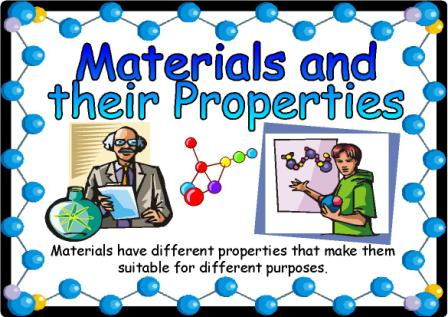 Materials and
their Properties
Materials have different properties that make them
suitable for different purposes.